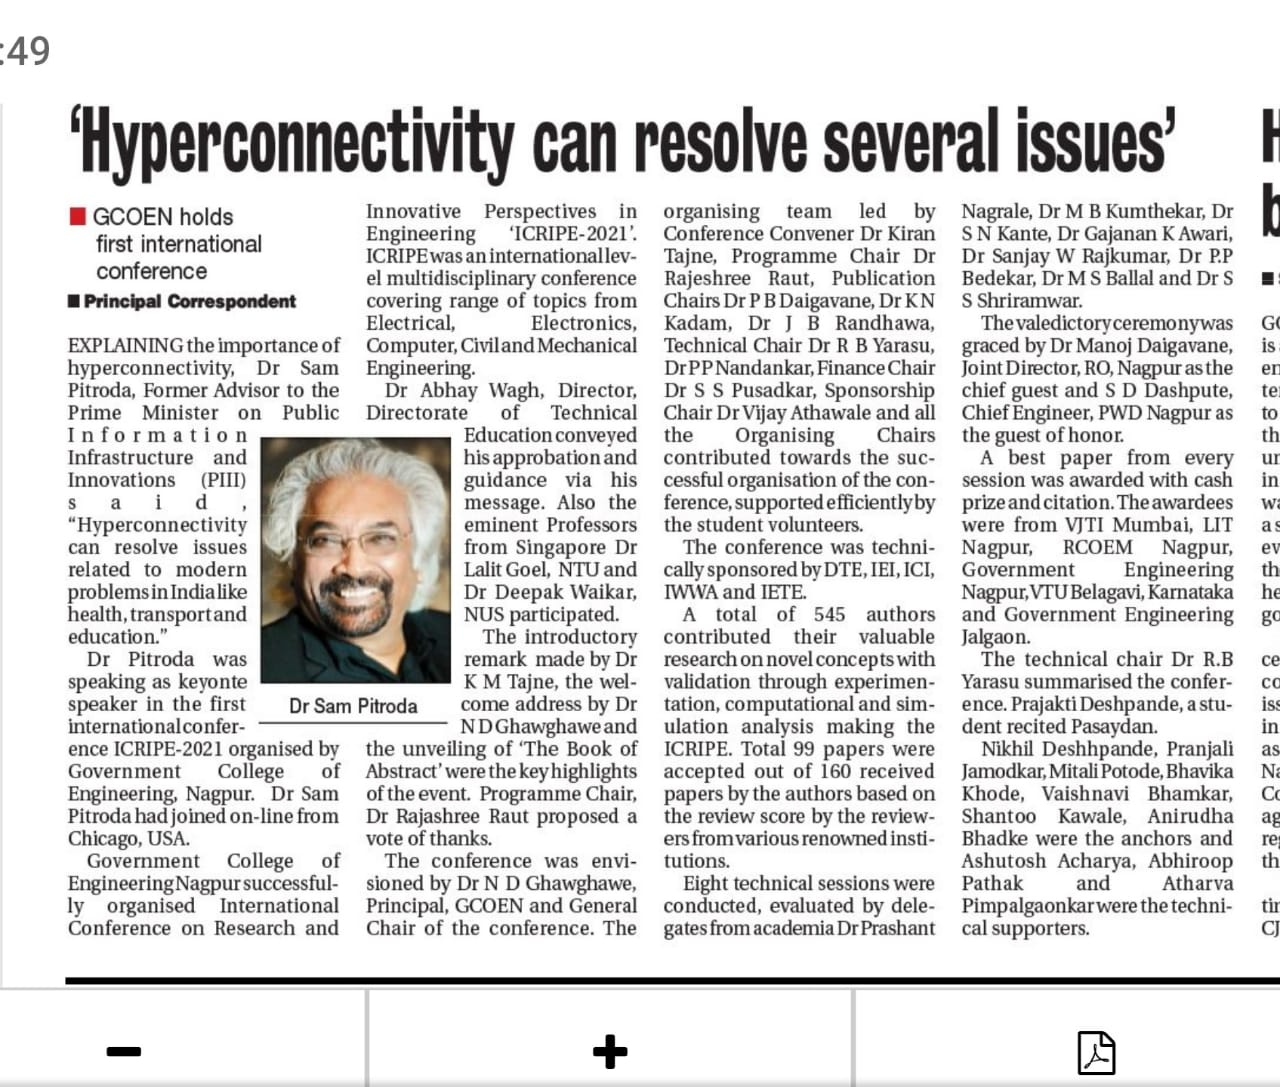 :49
‘Hyperconnectivity can resolve several issues’
GCOEN holds
first international
conference
Principal Correspondent
EXPLAINING the importance of
hyperconnectivity, Dr Sam
Pitroda, Former Advisor to the
Prime Minister on Public
Information
Infrastructure and
Innovations (PIII)
said,
“Hyperconnectivity
can resolve issues
related to modern
problems in India like
health, transport and
education.”
Dr Pitroda was
speaking as keyonte
speaker in the first
international confer-
ence ICRIPE-2021 organised by
Government College of
Engineering, Nagpur. Dr Sam
Pitroda had joined on-line from
Chicago, USA.
Government College of
Engineering Nagpur successful-
ly organised International
Conference on Research and
Innovative Perspectives in
Engineering ‘ICRIPE-2021’.
ICRIPE was an international lev-
el multidisciplinary conference
covering range of topics from
Electrical, Electronics,
Computer, Civil and Mechanical
Engineering.
Dr Abhay Wagh, Director,
Directorate of Technical
Education conveyed
his approbation and
guidance via his
message. Also the
eminent Professors
from Singapore Dr
Lalit Goel, NTU and
Dr Deepak Waikar,
NUS participated.
The introductory
remark made by Dr
K M Tajne, the wel-
come address by Dr
N D Ghawghawe and
the unveiling of ‘The Book of
Abstract’ were the key highlights
of the event. Programme Chair,
Dr Rajashree Raut proposed a
vote of thanks.
The conference was envi-
sioned by Dr N D Ghawghawe,
Principal, GCOEN and General
Chair of the conference. The
Dr Sam Pitroda
organising team led by
Conference Convener Dr Kiran
Tajne, Programme Chair Dr
Rajeshree Raut, Publication
Chairs Dr P B Daigavane, Dr K N
Kadam, Dr J B Randhawa,
Technical Chair Dr R B Yarasu,
Dr P P Nandankar, Finance Chair
Dr S S Pusadkar, Sponsorship
Chair Dr Vijay Athawale and all
the Organising Chairs
contributed towards the suc-
cessful organisation of the con-
ference, supported efficiently by
the student volunteers.
The conference was techni-
cally sponsored by DTE, IEI, ICI,
IWWA and IETE.
A total of 545 authors
contributed their valuable
research on novel concepts with
validation through experimen-
tation, computational and sim-
ulation analysis making the
ICRIPE. Total 99 papers were
accepted out of 160 received
papers by the authors based on
the review score by the review-
ers from various renowned insti-
tutions.
Eight technical sessions were
conducted, evaluated by dele-
gates from academia Dr Prashant
Nagrale, Dr M B Kumthekar, Dr
S N Kante, Dr Gajanan K Awari,
Dr Sanjay W Rajkumar, Dr P.P
Bedekar, Dr M S Ballal and Dr S
S Shriramwar.
The valedictory ceremony was
graced by Dr Manoj Daigavane,
Joint Director, RO, Nagpur as the
chief guest and S D Dashpute,
Chief Engineer, PWD Nagpur as
the guest of honor.
A best paper from every
session was awarded with cash
prize and citation. The awardees
were from VJTI Mumbai, LIT
Nagpur, RCOEM Nagpur,
Government Engineering
Nagpur, VTU Belagavi, Karnataka
and Government Engineering
Jalgaon.
The technical chair Dr R.B
Yarasu summarised the confer-
ence. Prajakti Deshpande, a stu-
dent recited Pasaydan.
Nikhil Deshhpande, Pranjali
Jamodkar, Mitali Potode, Bhavika
Khode, Vaishnavi Bhamkar,
Shantoo Kawale, Anirudha
Bhadke were the anchors and
Ashutosh Acharya, Abhiroop
Pathak and Atharva
Pimpalgaonkar were the techni-
cal supporters.